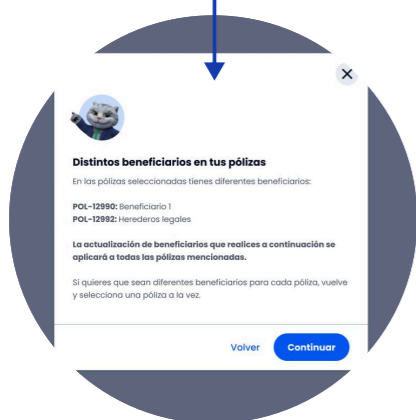 Distintos beneficiarios en tus pólizas
En las pólizas seleccionadas tienes diferentes beneficiarios:
POL-12990: Beneficiario 1
POL-12992: Herederos legales
La actualización de beneficiarios que realices a continuación se
aplicará a todas las pólizas mencionadas.
Si quieres que sean diferentes beneficiarios para cada póliza, vuelve
y selecciona una póliza a la vez.
Volver Continuar